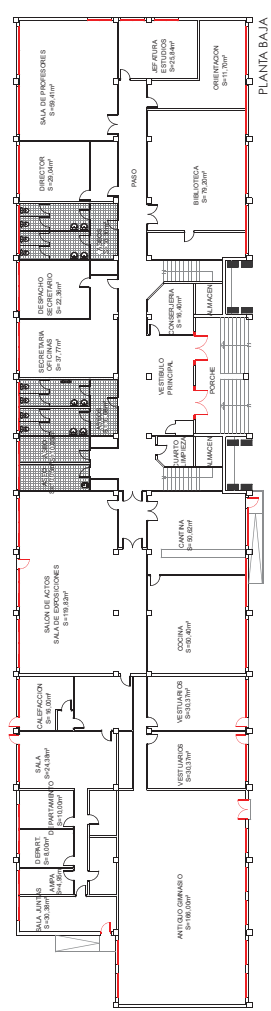 PLANTA BAJA
SALA DE PROFESORES
S=59,41m²
JEFATURA
ESTUDIOS
S=25,84m²
ORIENTACION
S=11,70m²
DIRECTOR
S=29,04m²
PASO
BIBLIOTECA
S=79,20m²
DESPACHO
SECRETARIO
S=22,36m²
CONSERJERIA
S=16,40m²
ALMACEN
SECRETARIA
OFICINAS
S=37,77m²
VESTIBULO
PRINCIPAL
PORCHE
CUARTO
LIMPIEZA
ALMACEN
SALON DE ACTOS
SALA DE EXPOSICIONES
S=119,82m²
CANTINA
S=50,62m²
COCINA
S=50,40m²
CALEFACCION
S=16,00m²
VESTUARIOS
S=30,37m²
SALA
S=24,38m²
VESTUARIOS
S=30,37m²
DEPARTAMENTO
S=10,00m²
DEPART.
S=8,00m²
AMPA
S=4,95m²
SALA JUNTAS
S=30,38m²
ANTIGUO GIMNASIO
S=166,00m²